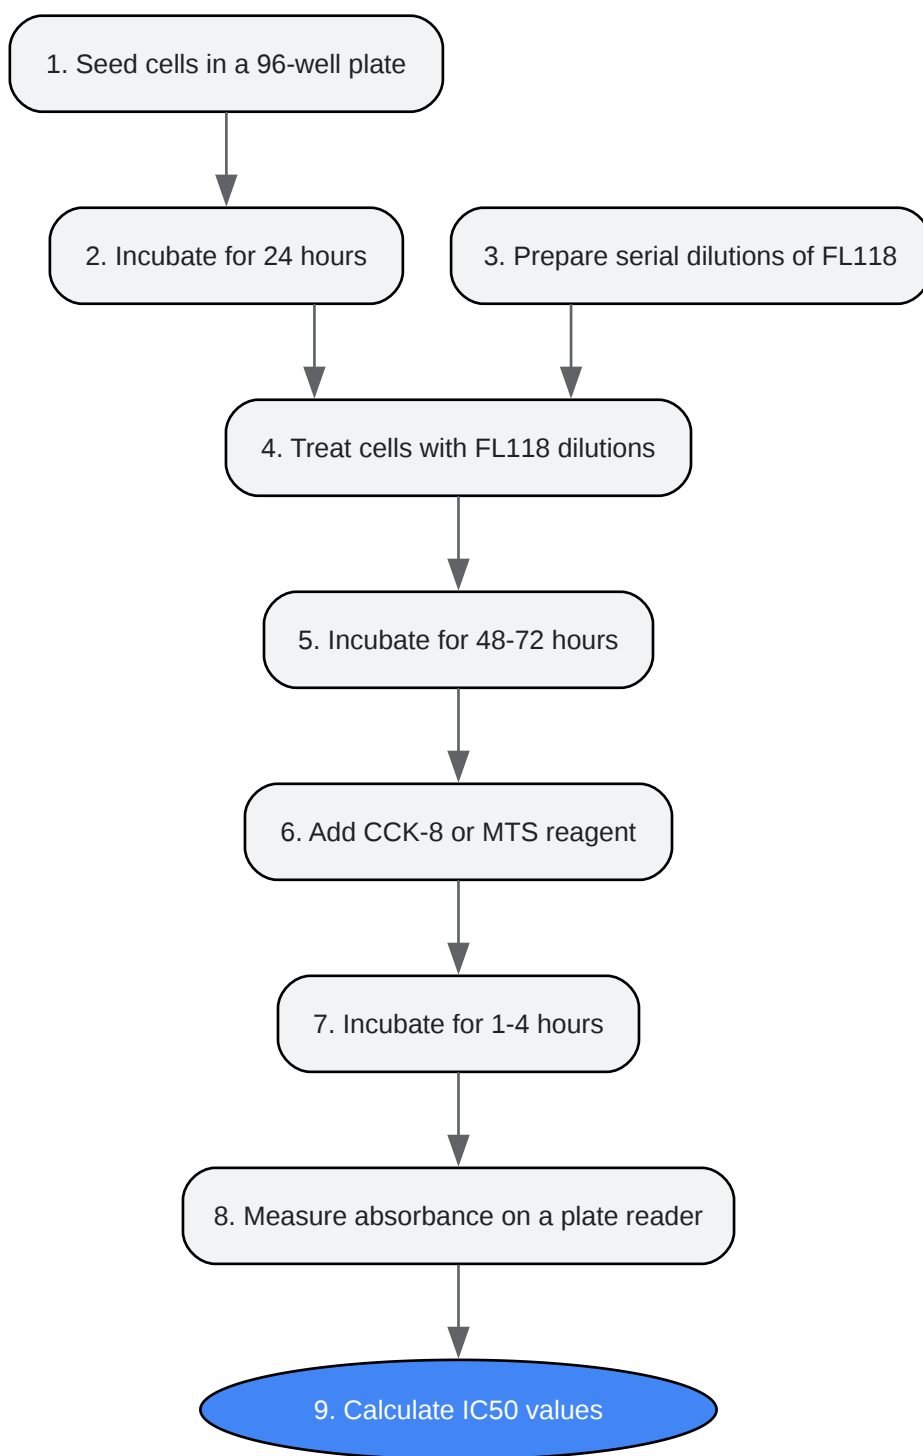 1. Seed cells in a 96-well plate
2. Incubate for 24 hours
3. Prepare serial dilutions of FL118
4. Treat cells with FL118 dilutions
5. Incubate for 48-72 hours
6. Add CCK-8 or MTS reagent
7. Incubate for 1-4 hours
8. Measure absorbance on a plate reader
9. Calculate IC50 values